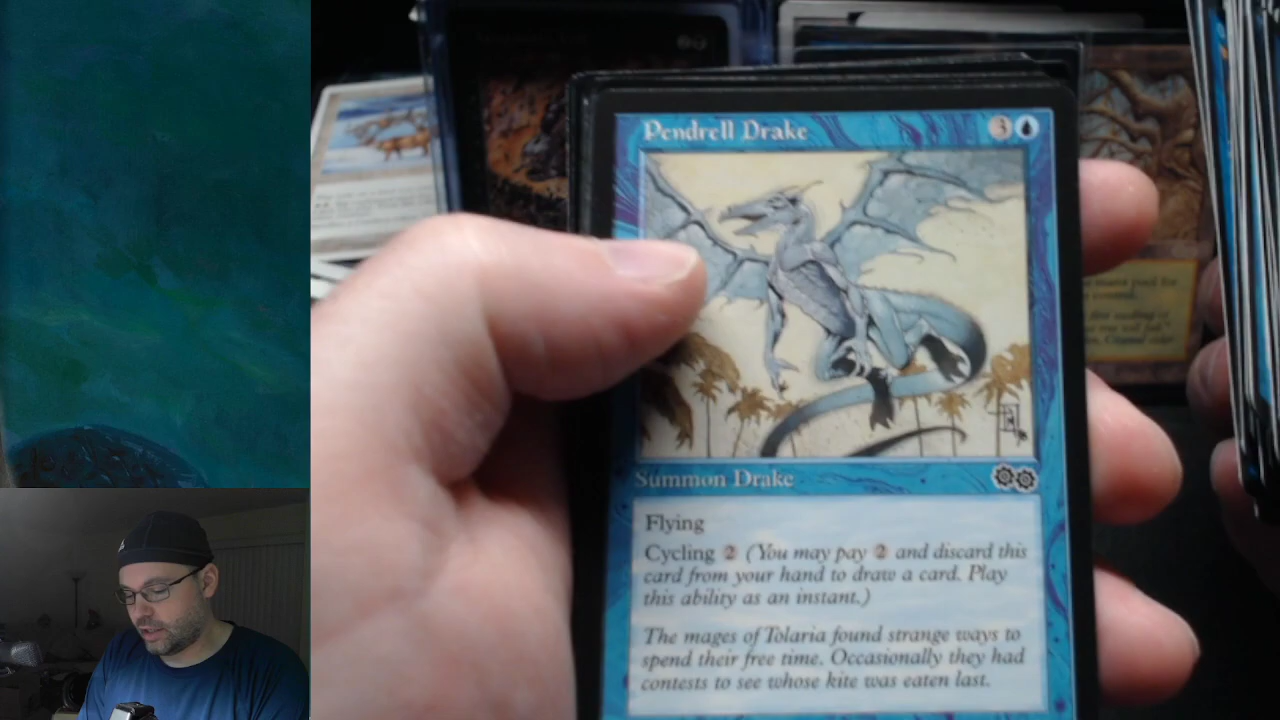 Pendrell Drake 3
Summon Drake
Flying
Cycling 2 (You may pay 2 and discard this
card from your hand to draw a card. Play
this ability as an instant.)
The mages of Tolaria found strange ways to
spend their free time. Occasionally they had
contests to see whose kite was eaten last.